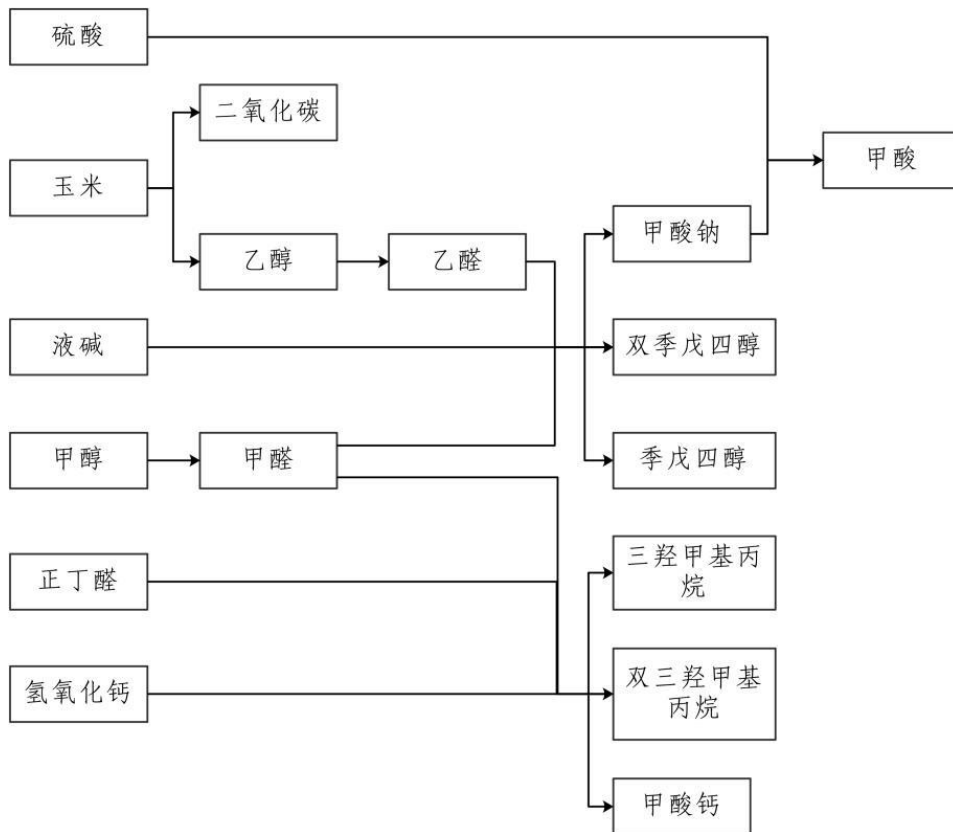 硫酸
二氧化碳
甲酸
玉米
甲酸钠
乙醇
乙醛
液碱
双季戊四醇
甲醇
甲醛
季戊四醇
三羟甲基丙
烷
正丁醛
双三羟甲基
丙烷
氢氧化钙
甲酸钙